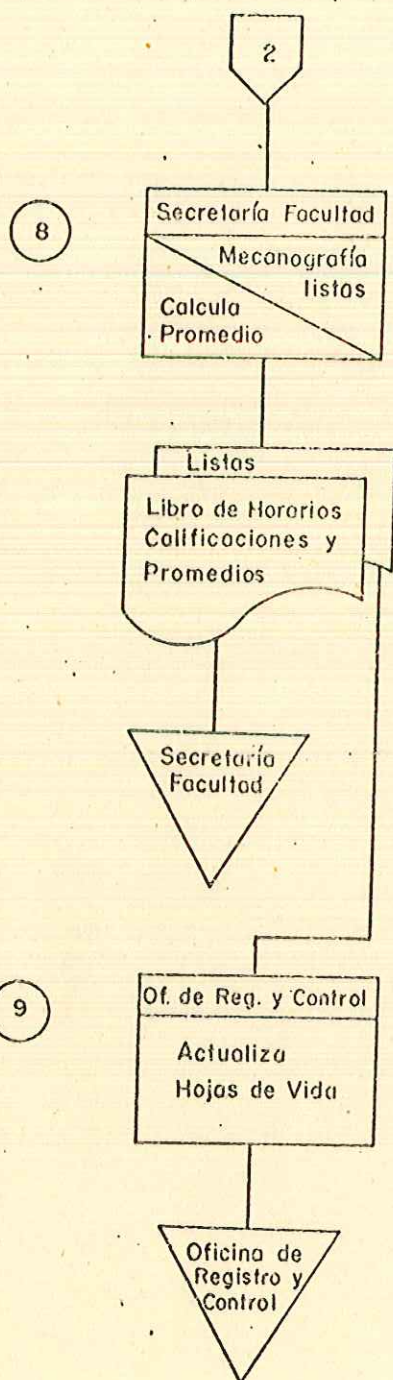 2
8
Secretaría Facultad
Mecanografía
listas
Calcula
Promedio
Listas
Libro de Horarios
Calificaciones y
Promedios
Secretaría
Facultad
9
Of. de Reg. y Control
Actualiza
Hojas de Vida
Oficina de
Registro y
Control